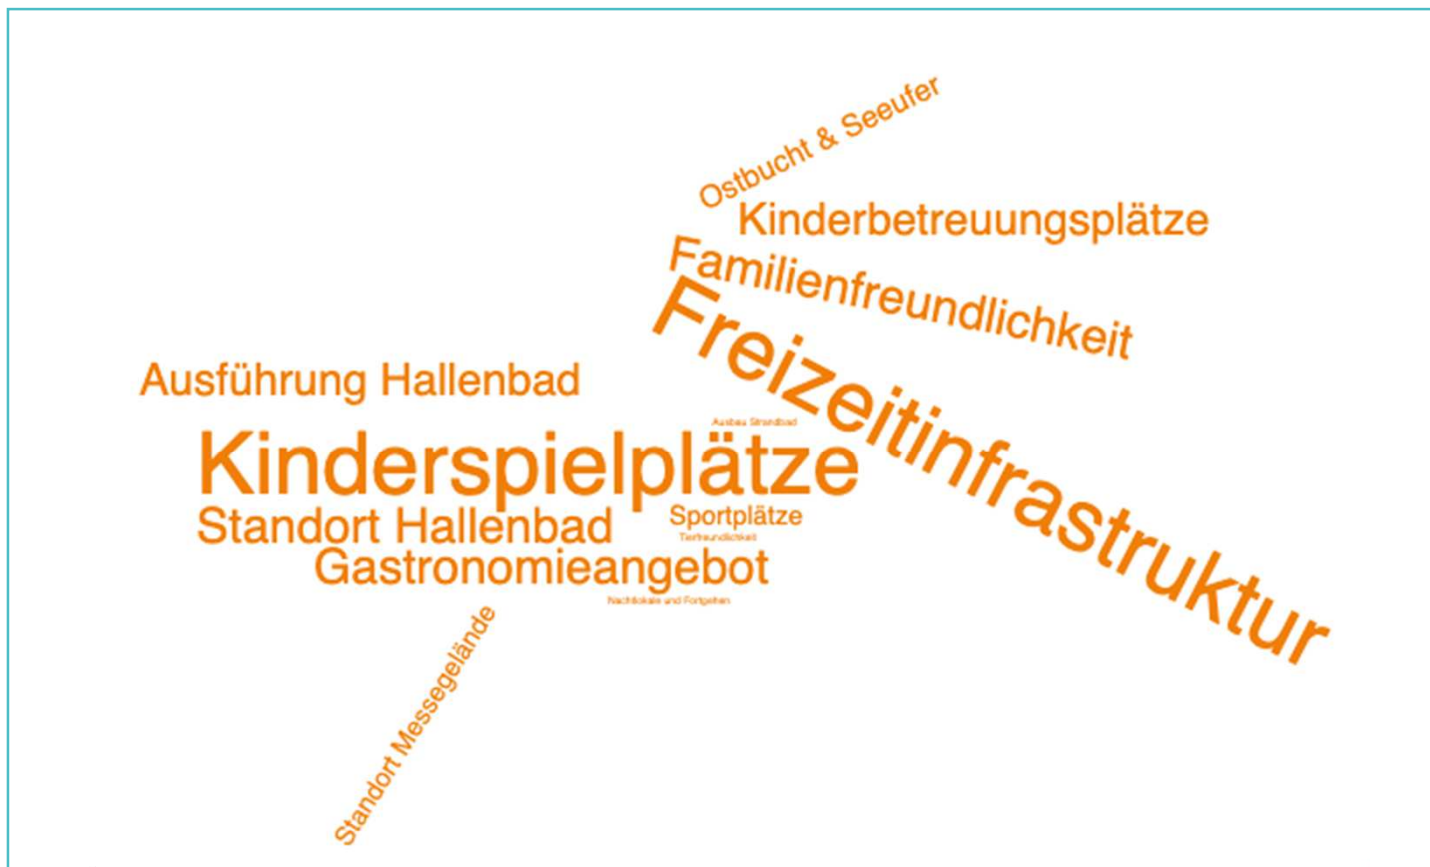 Ostbucht & Seeufer
Kinderbetreuungsplätze
Familienfreundlichkeit
Freizeitinfrastruktur
Ausführung Hallenbad
Ausbau Strandbad
Kinderspielplätze
Standort Hallenbad
Sportplätze
Tierfreundlichkeit
Gastronomieangebot
Nachtlokale und Fortgehen
Standort Messegelände